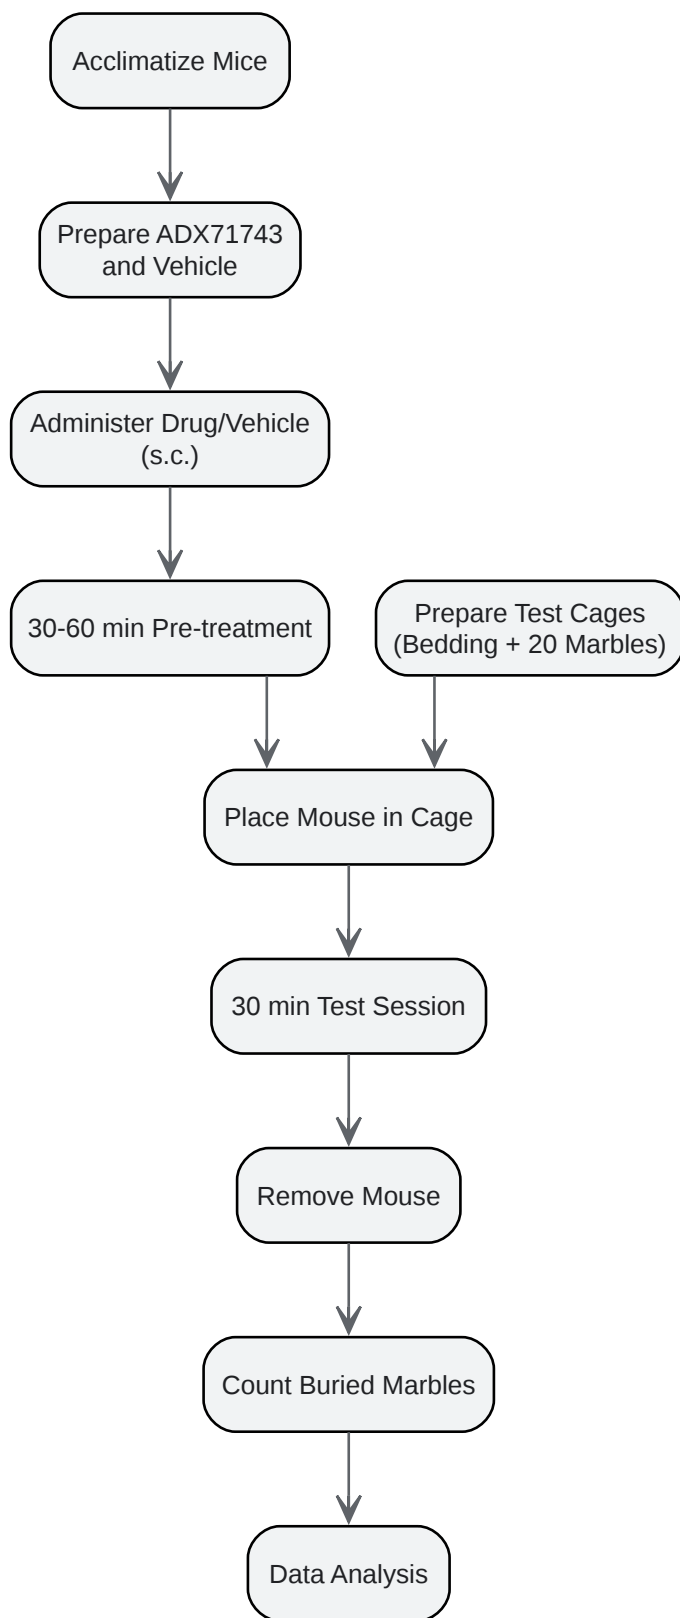 Acclimatize Mice
Prepare ADX71743
and Vehicle
Administer Drug/Vehicle
(s.c.)
30-60 min Pre-treatment
Prepare Test Cages
(Bedding + 20 Marbles)
Place Mouse in Cage
30 min Test Session
Remove Mouse
Count Buried Marbles
Data Analysis